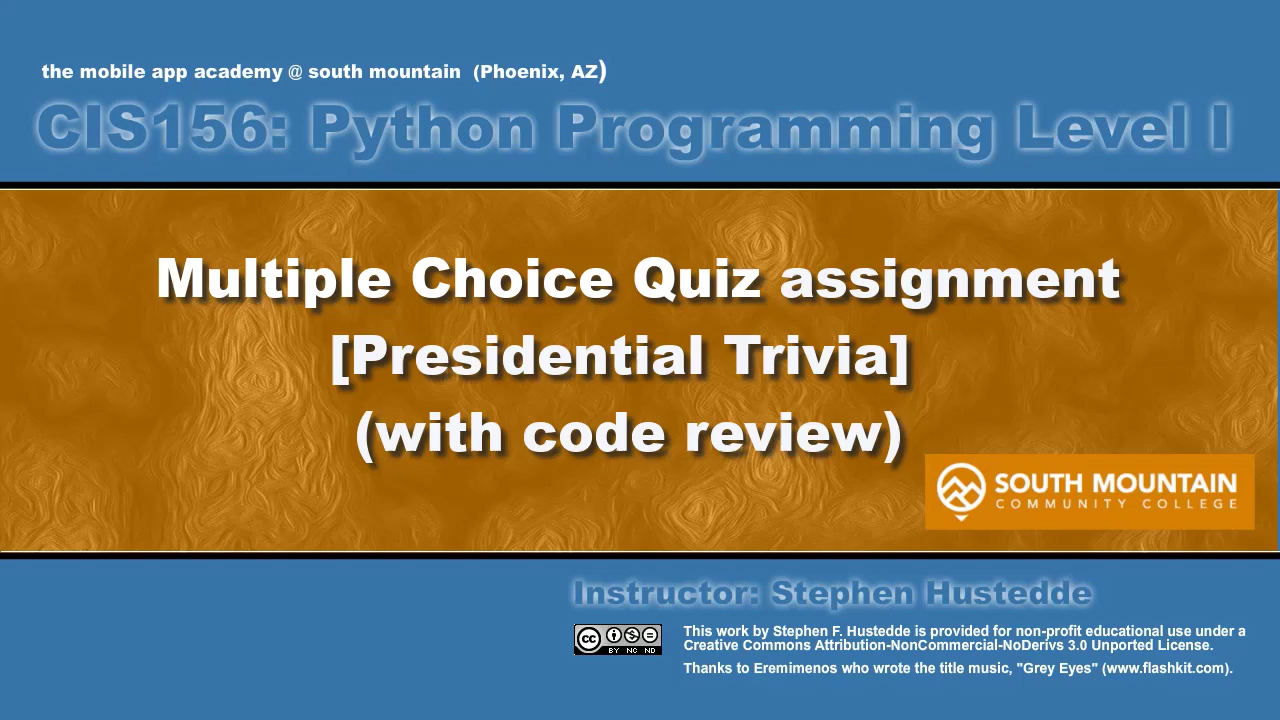 the mobile app academy @ south mountain (Phoenix, AZ)
CIS156: Python Programming Level I
Multiple Choice Quiz assignment
[Presidential Trivia]
(with code review)
SOUTH MOUNTAIN
COMMUNITY COLLEGE
Instructor: Stephen Hustedde
cc BY NC ND
This work by Stephen F. Hustedde is provided for non-profit educational use under a
Creative Commons Attribution-NonCommercial-NoDerivs 3.0 Unported License.
Thanks to Eremimenos who wrote the title music, "Grey Eyes" (www.flashkit.com).